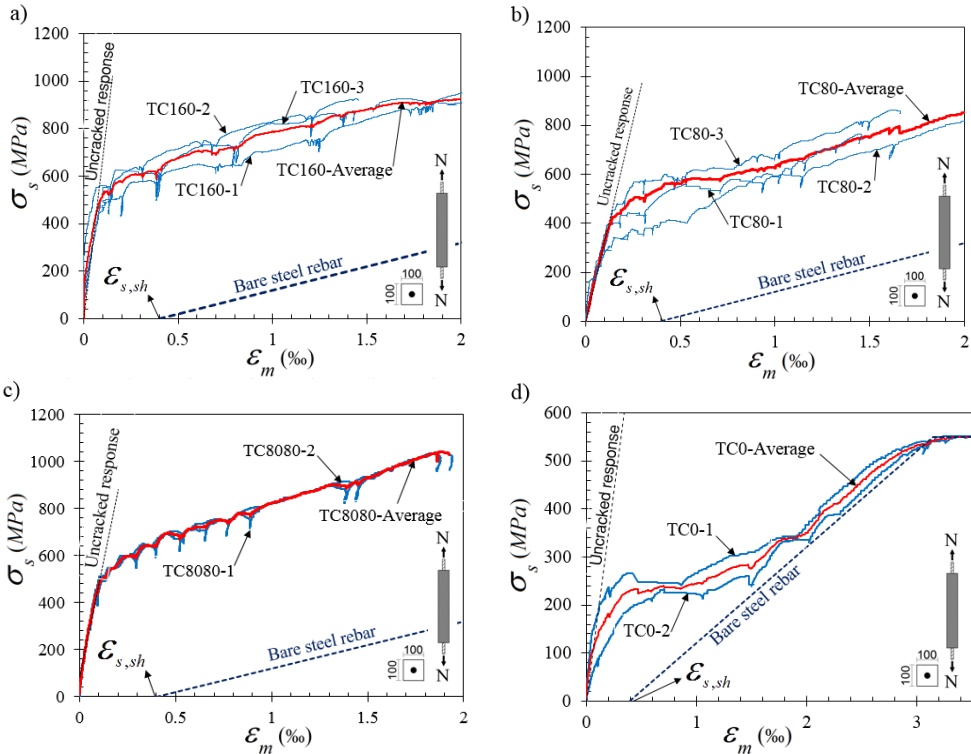 a)
1200
1000
800
600
400
200
0
σs (MPa)
Uncracked response
TC160-2
TC160-3
TC160-1
TC160-Average
Bare steel rebar
εs,sh
N
N
100
100
0
0.5
1
1.5
2
εm (‰)
b)
1200
1000
800
600
400
200
0
σs (MPa)
Uncracked response
TC80-3
TC80-Average
TC80-1
TC80-2
Bare steel rebar
εs,sh
N
N
100
100
0
0.5
1
1.5
2
εm (‰)
c)
1200
1000
800
600
400
200
0
σs (MPa)
Uncracked response
TC8080-2
TC8080-Average
TC8080-1
Bare steel rebar
εs,sh
N
N
100
100
0
0.5
1
1.5
2
εm (‰)
d)
600
500
400
300
200
100
0
σs (MPa)
Uncracked response
TC0-Average
TC0-1
TC0-2
Bare steel rebar
εs,sh
N
N
100
100
0
1
2
3
εm (‰)